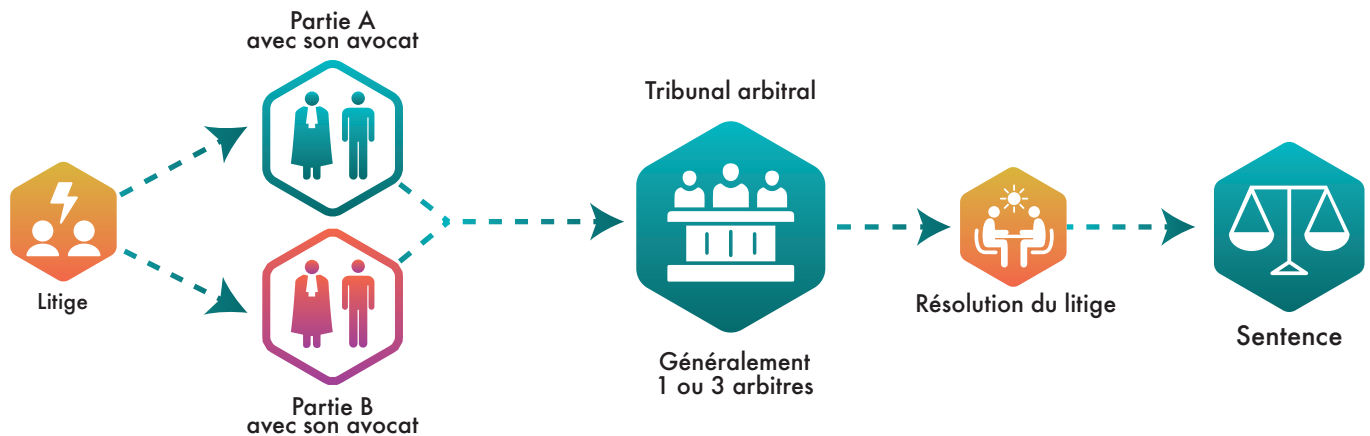 Litige
Partie A
avec son avocat
Partie B
avec son avocat
Tribunal arbitral
Généralement
1 ou 3 arbitres
Résolution du litige
Sentence